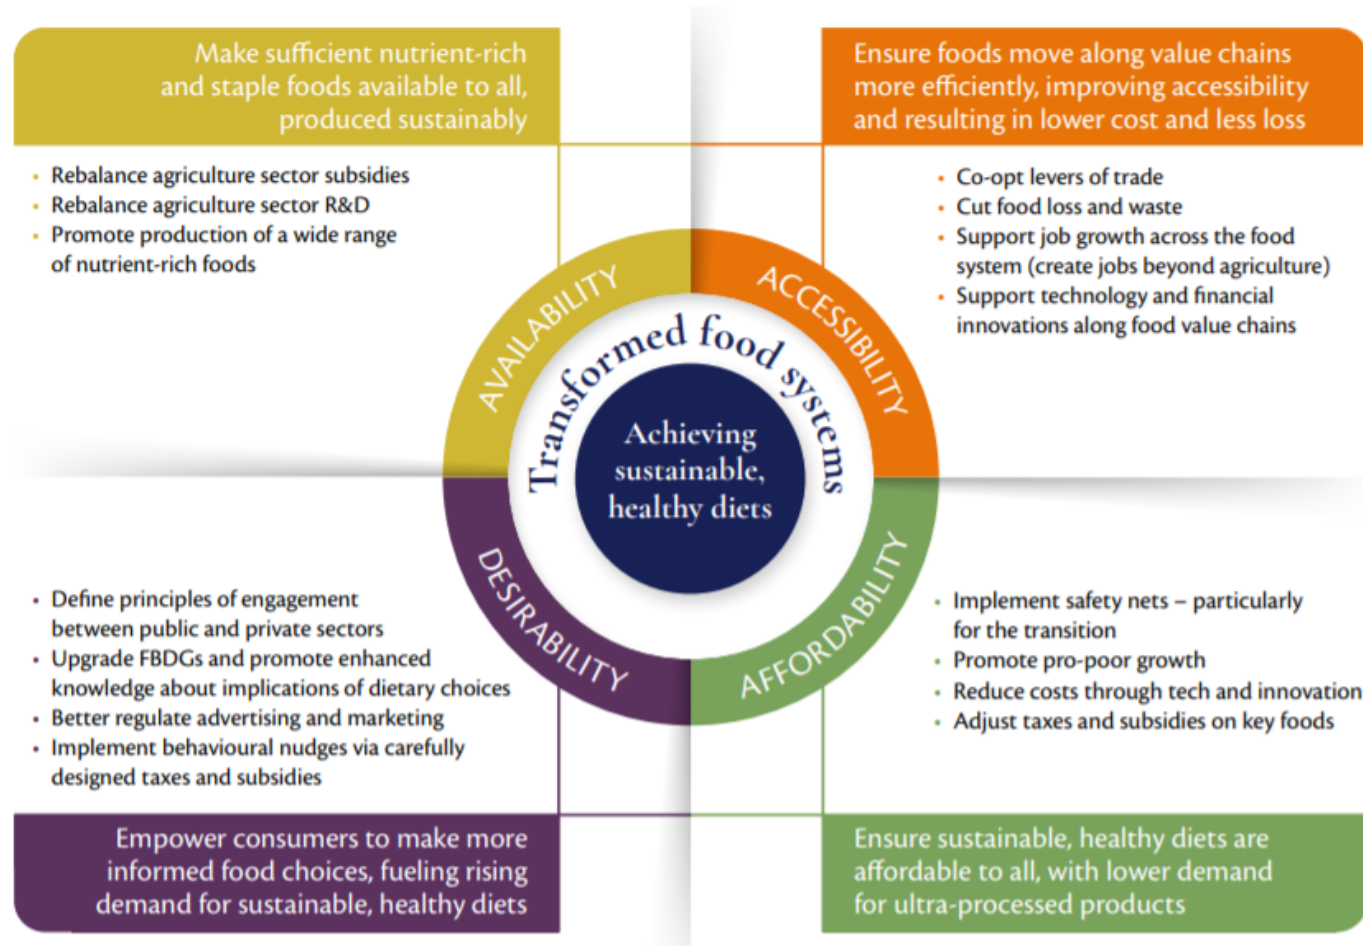 Make sufficient nutrient-rich
and staple foods available to all,
produced sustainably
• Rebalance agriculture sector subsidies
• Rebalance agriculture sector R&D
• Promote production of a wide range
of nutrient-rich foods
Ensure foods move along value chains
more efficiently, improving accessibility
and resulting in lower cost and less loss
• Co-opt levers of trade
• Cut food loss and waste
• Support job growth across the food
system (create jobs beyond agriculture)
• Support technology and financial
innovations along food value chains
AVAILABILITY
ACCESSIBILITY
Transformed food systems
Achieving
sustainable,
healthy diets
DESIRABILITY
AFFORDABILITY
• Define principles of engagement
between public and private sectors
• Upgrade FBDGs and promote enhanced
knowledge about implications of dietary choices
• Better regulate advertising and marketing
• Implement behavioural nudges via carefully
designed taxes and subsidies
Empower consumers to make more
informed food choices, fueling rising
demand for sustainable, healthy diets
• Implement safety nets – particularly
for the transition
• Promote pro-poor growth
• Reduce costs through tech and innovation
• Adjust taxes and subsidies on key foods
Ensure sustainable, healthy diets are
affordable to all, with lower demand
for ultra-processed products